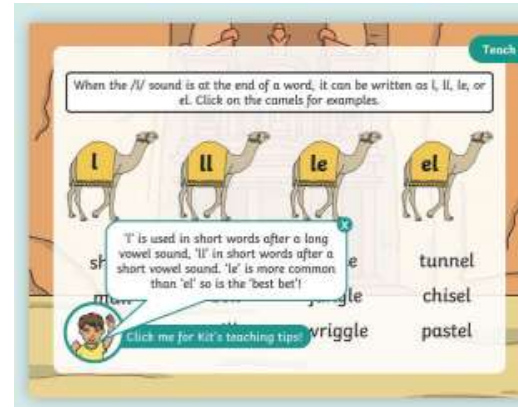 Teach
When the /l/ sound is at the end of a word, it can be written as l, ll, le, or
el. Click on the camels for examples.
l ll le el
X
'l' is used in short words after a long
vowel sound, 'll' in short words after a
short vowel sound. 'le' is more common
than 'el' so is the 'best bet'!
tunnel
chisel
Click me for Kit's teaching tips! wriggle pastel